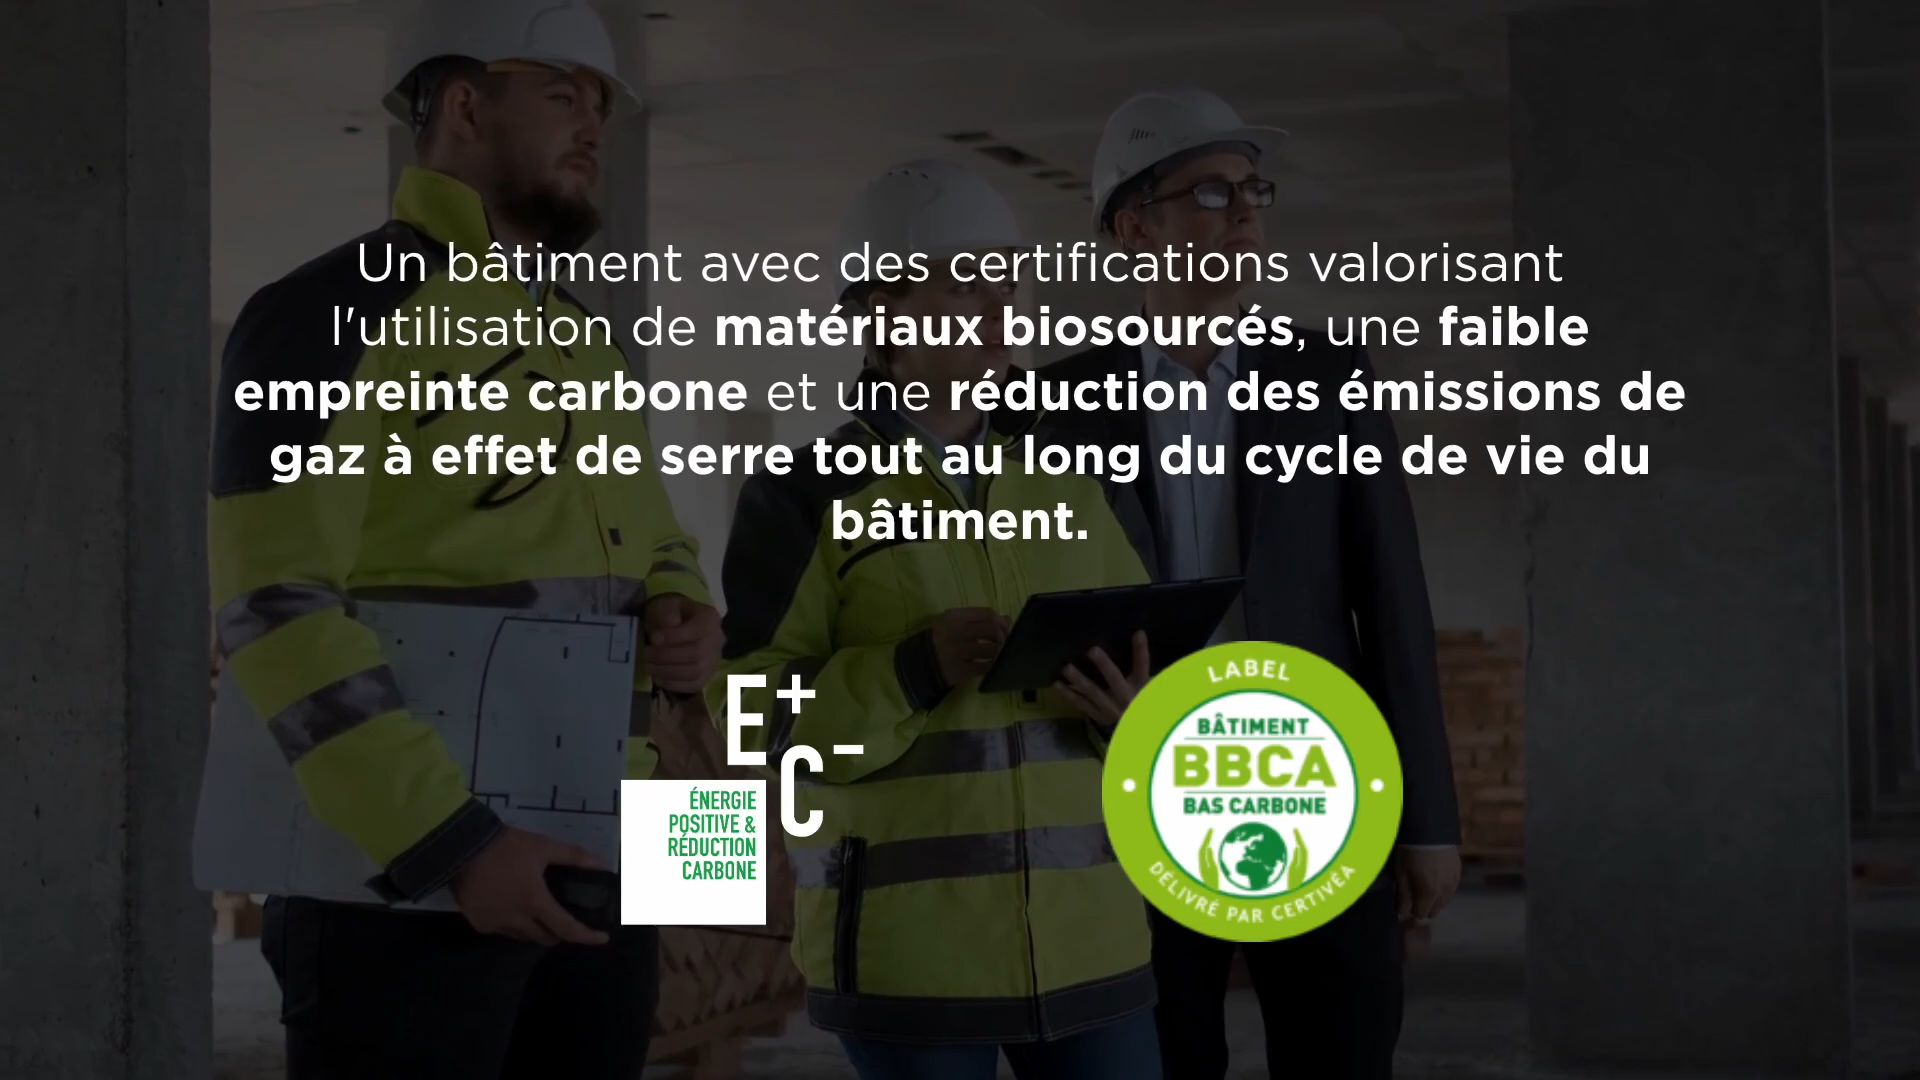 Un bâtiment avec des certifications valorisant
l'utilisation de matériaux biosourcés, une faible
empreinte carbone et une réduction des émissions de
gaz à effet de serre tout au long du cycle de vie du
bâtiment.
E+
C-
ÉNERGIE
POSITIVE &
RÉDUCTION
CARBONE
LABEL
BÂTIMENT
BBCA
BAS CARBONE
DÉLIVRÉ PAR CERTIVÉA